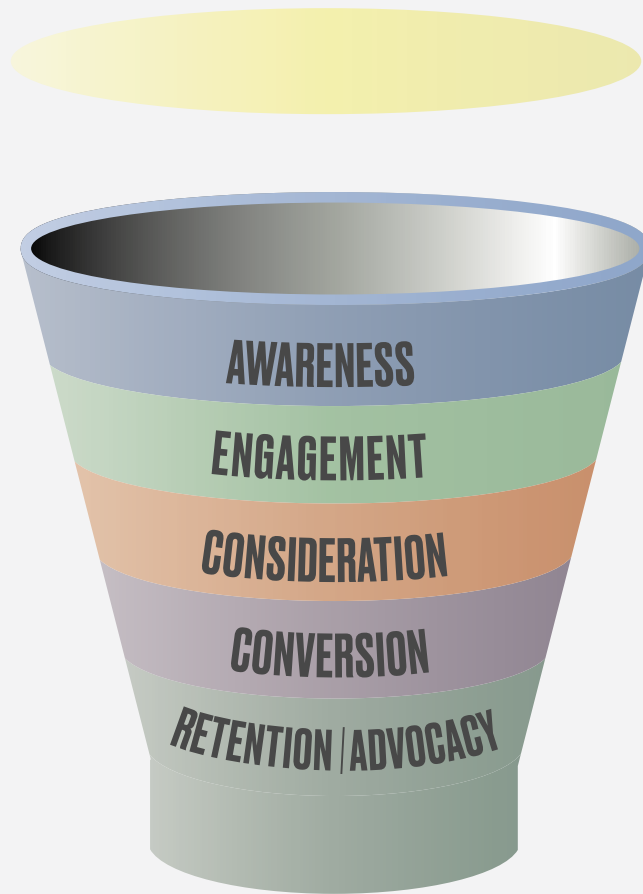 AWARENESS
ENGAGEMENT
CONSIDERATION
CONVERSION
RETENTION | ADVOCACY